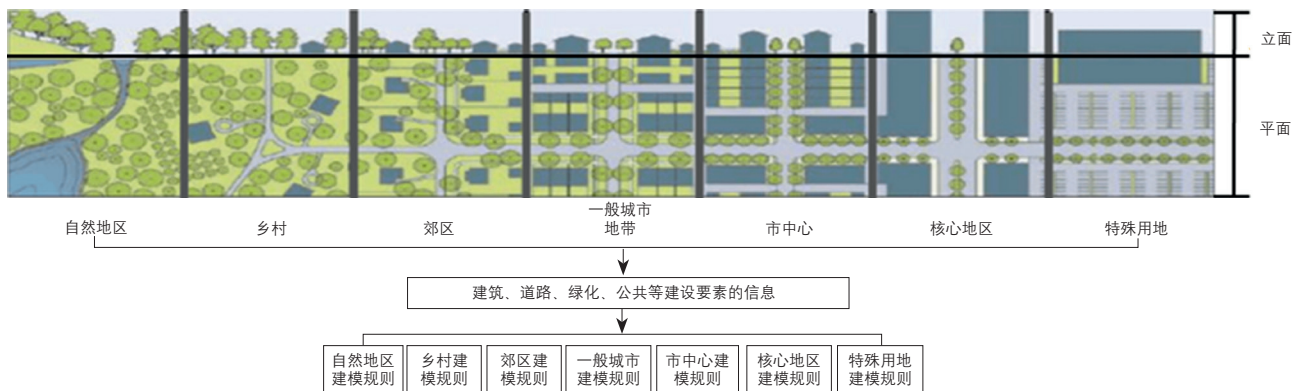 立面
平面
自然地区
乡村
郊区
一般城市
地带
市中心
核心地区
特殊用地
建筑、道路、绿化、公共等建设要素的信息
自然地区
建模规则
乡村建
模规则
郊区建
模规则
一般城市
建模规则
市中心建
模规则
核心地区
建模规则
特殊用地
建模规则